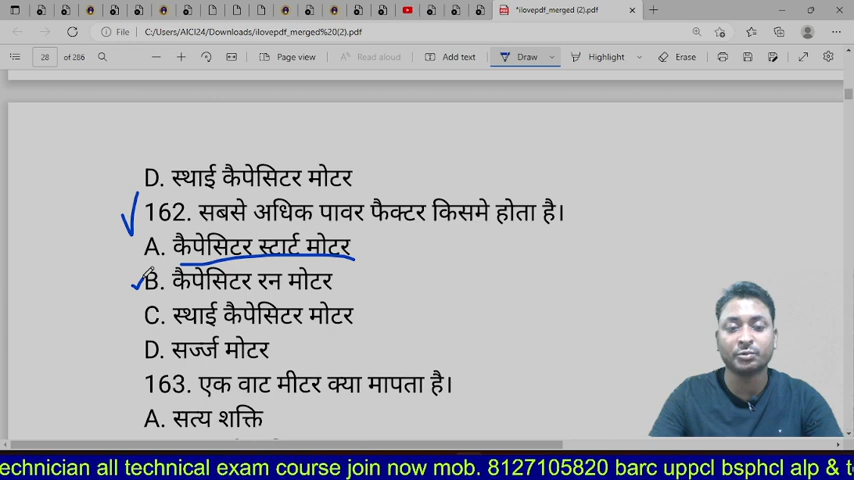 *ilovepdf_merged (2).pdf
File C:/Users/AICI24/Downloads/ilovepdf_merged%20(2).pdf
28 of 286 Page view Read aloud Add text Draw Highlight Erase
D. स्थाई कैपेसिटर मोटर
162. सबसे अधिक पावर फैक्टर किसमे होता है।
A. कैपेसिटर स्टार्ट मोटर
B. कैपेसिटर रन मोटर
C. स्थाई कैपेसिटर मोटर
D. सर्ज्ज मोटर
163. एक वाट मीटर क्या मापता है।
A. सत्य शक्ति
echnician all technical exam course join now mob. 8127105820 barc uppcl bsphcl alp & t